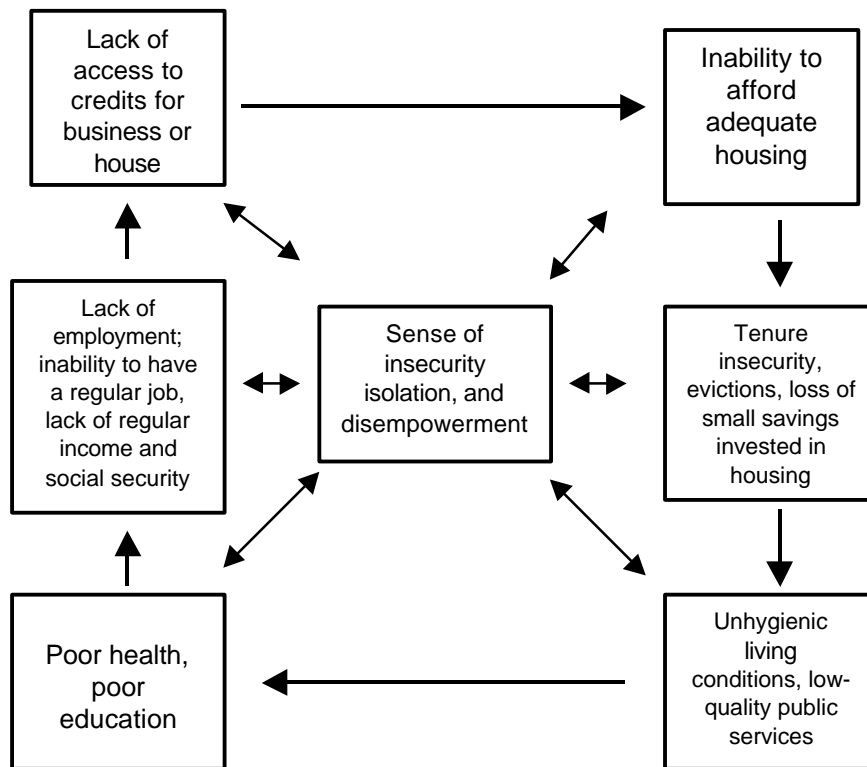 Lack of
access to
credits for
business or
house
Inability to
afford
adequate
housing
Lack of
employment;
inability to have
a regular job,
lack of regular
income and
social security
Sense of
insecurity
isolation, and
disempowerment
Tenure
insecurity,
evictions, loss of
small savings
invested in
housing
Poor health,
poor
education
Unhygienic
living
conditions, low-
quality public
services